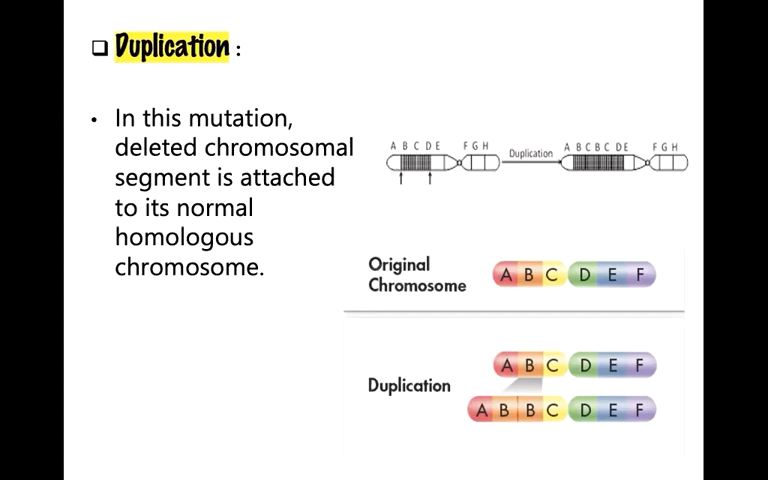 ❑ Duplication :
• In this mutation,
deleted chromosomal
segment is attached
to its normal
homologous
chromosome.
A B C D E F G H
Duplication
A B C B C D E F G H
Original
Chromosome
A B C D E F
Duplication
A B C D E F
A B B C D E F